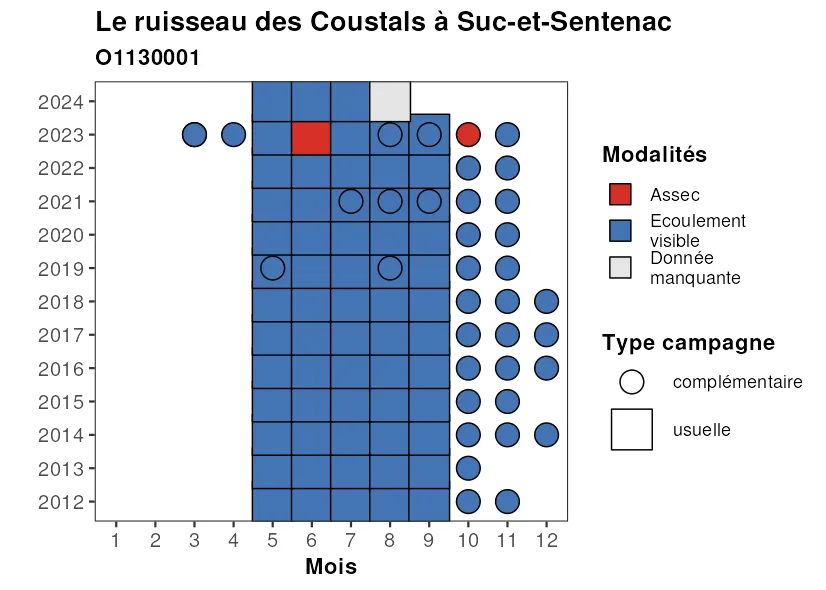 Le ruisseau des Coustals à Suc-et-Sentenac
O1130001
2024
2023
2022
2021
2020
2019
2018
2017
2016
2015
2014
2013
2012
1 2 3 4 5 6 7 8 9 10 11 12
Mois
Modalités
Assec
Ecoulement
visible
Donnée
manquante
Type campagne
complémentaire
usuelle